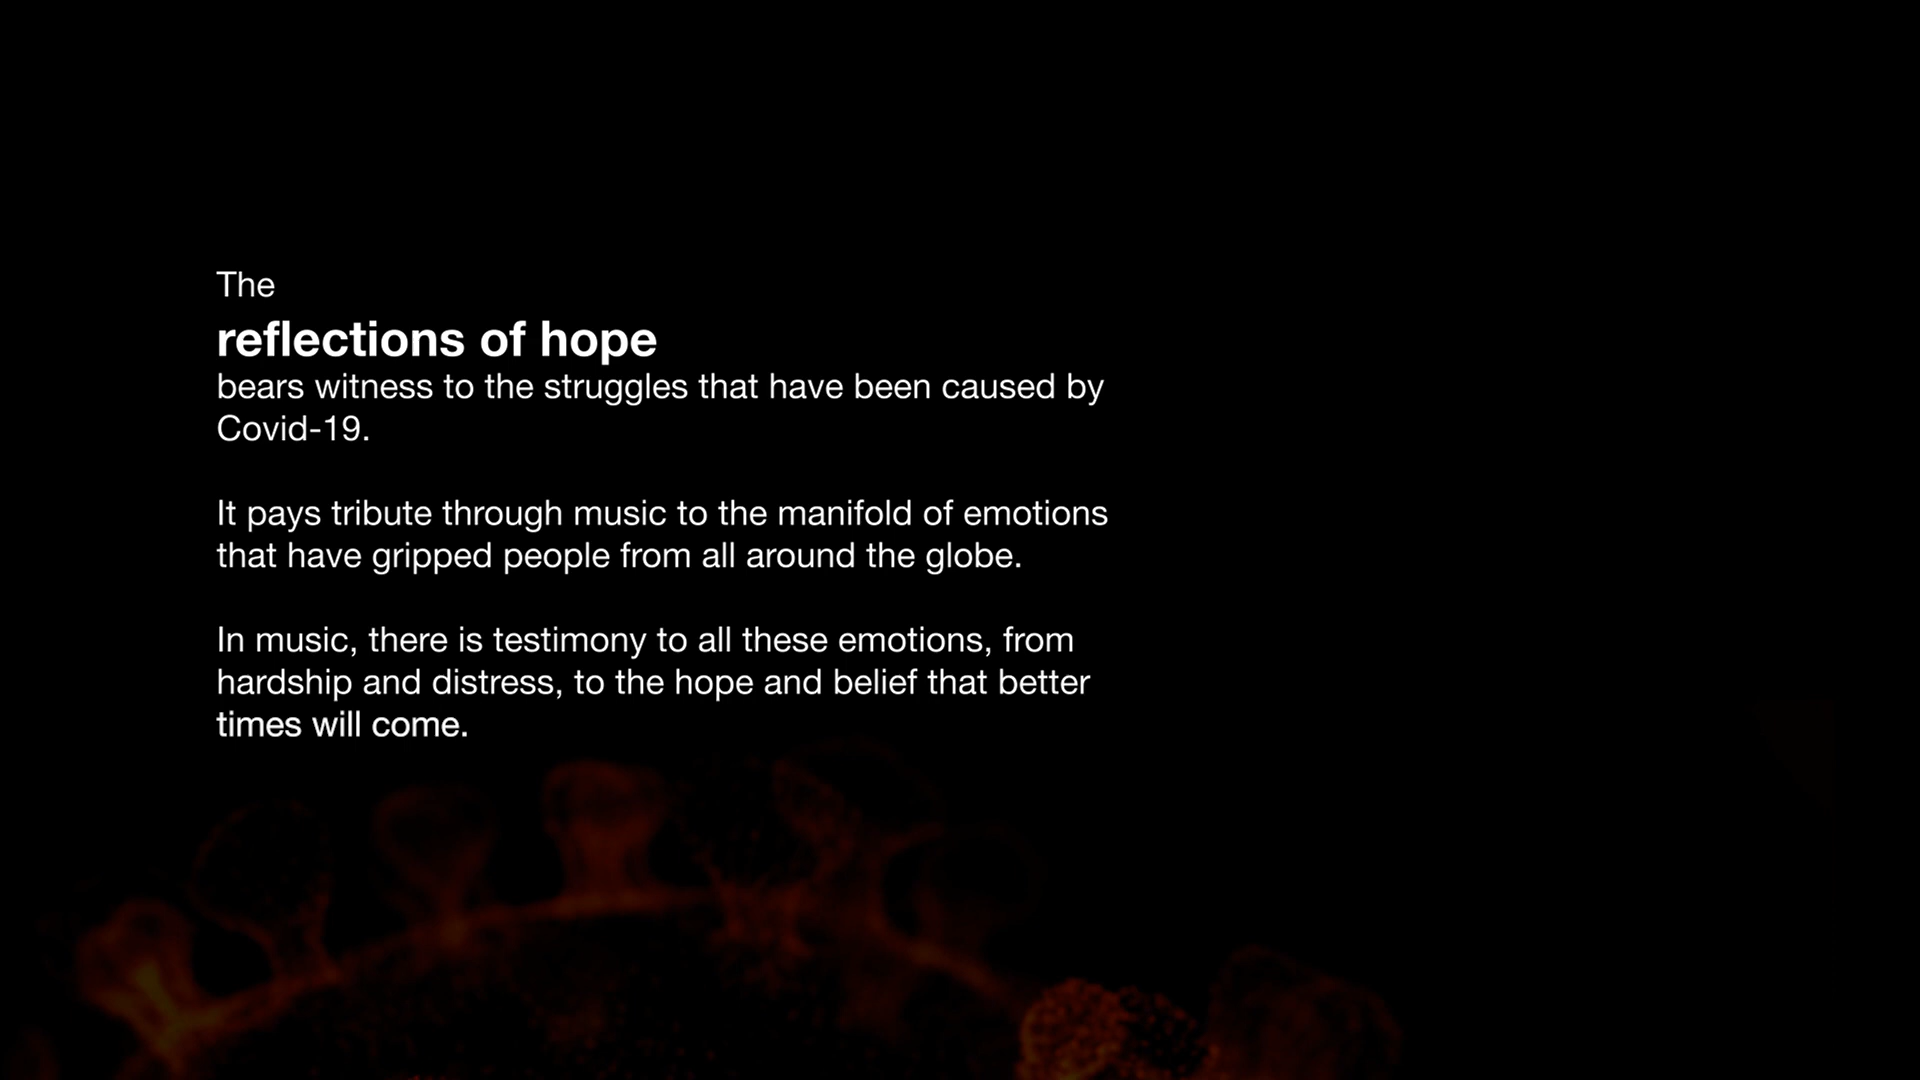 The
reflections of hope
bears witness to the struggles that have been caused by
Covid-19.
It pays tribute through music to the manifold of emotions
that have gripped people from all around the globe.
In music, there is testimony to all these emotions, from
hardship and distress, to the hope and belief that better
times will come.